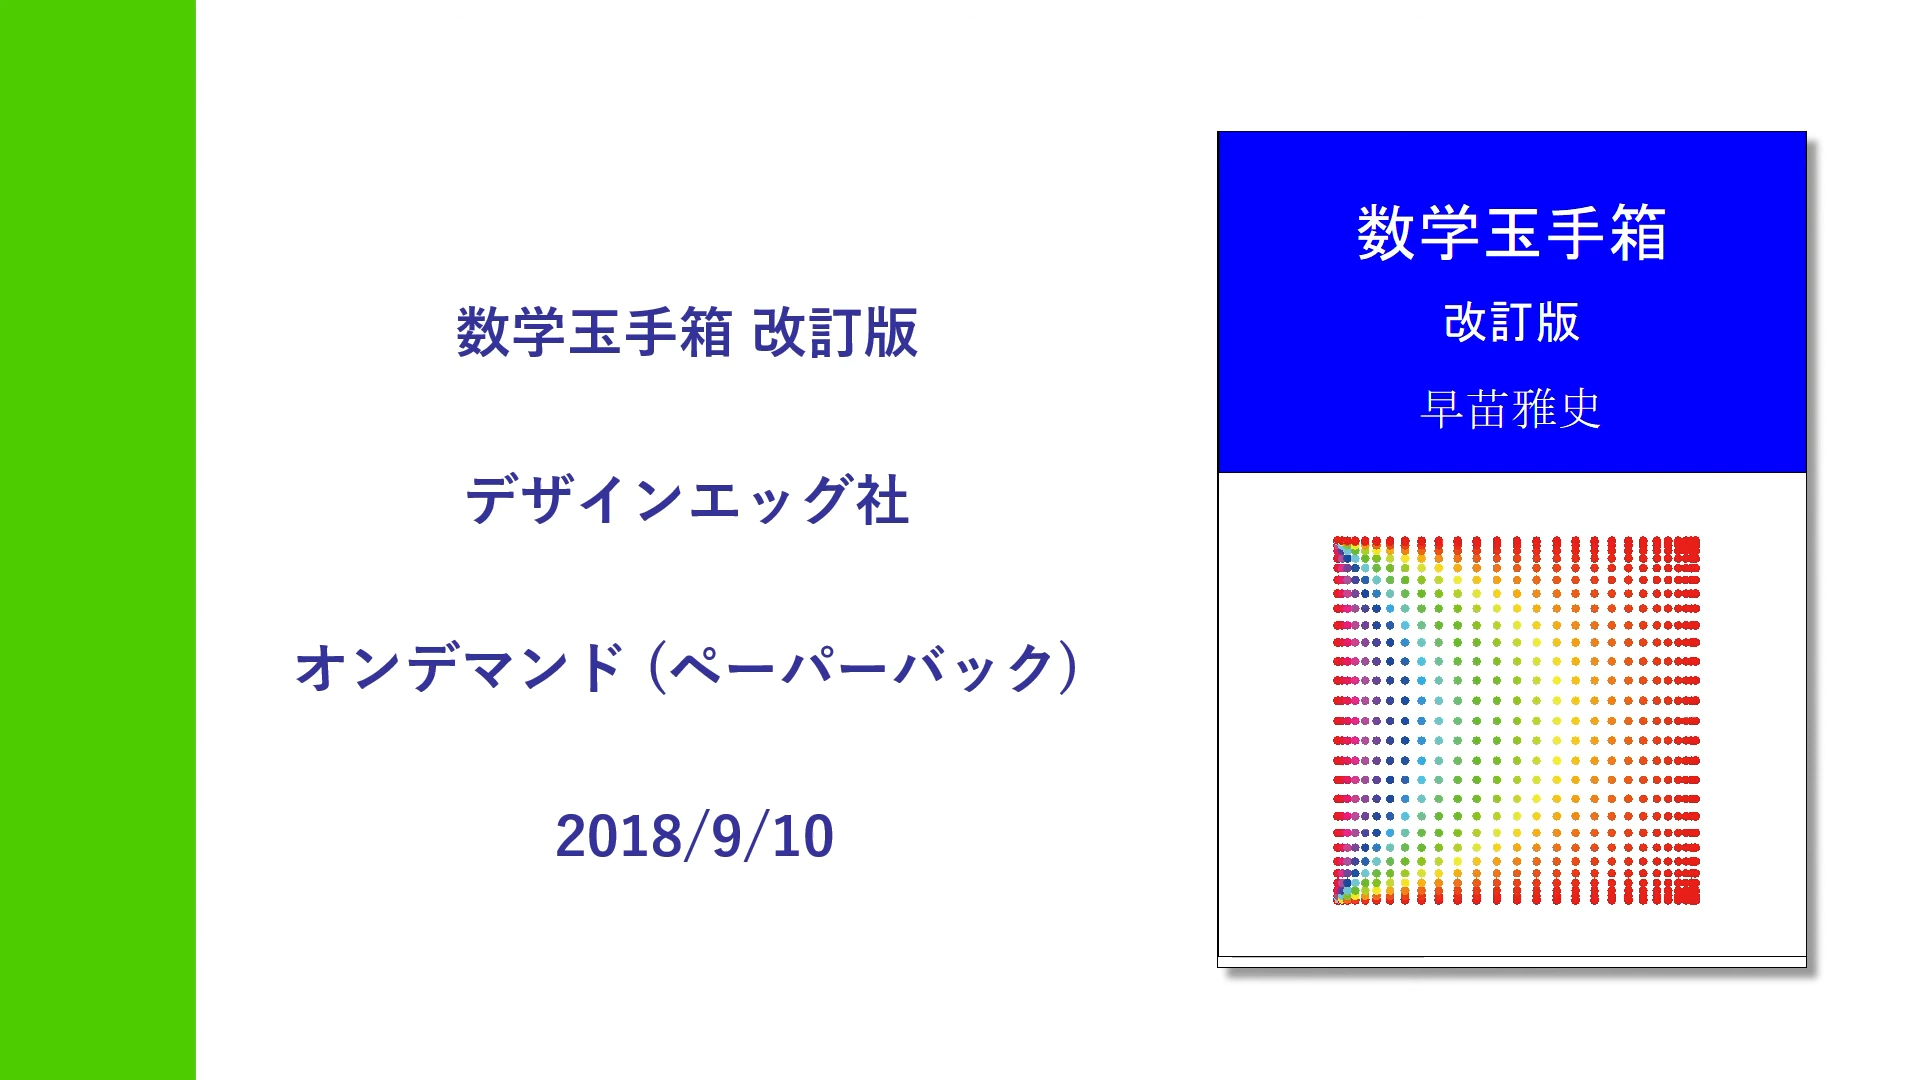 数学玉手箱 改訂版
デザインエッグ社
オンデマンド (ペーパーバック)
2018/9/10
数学玉手箱
改訂版
早苗雅史